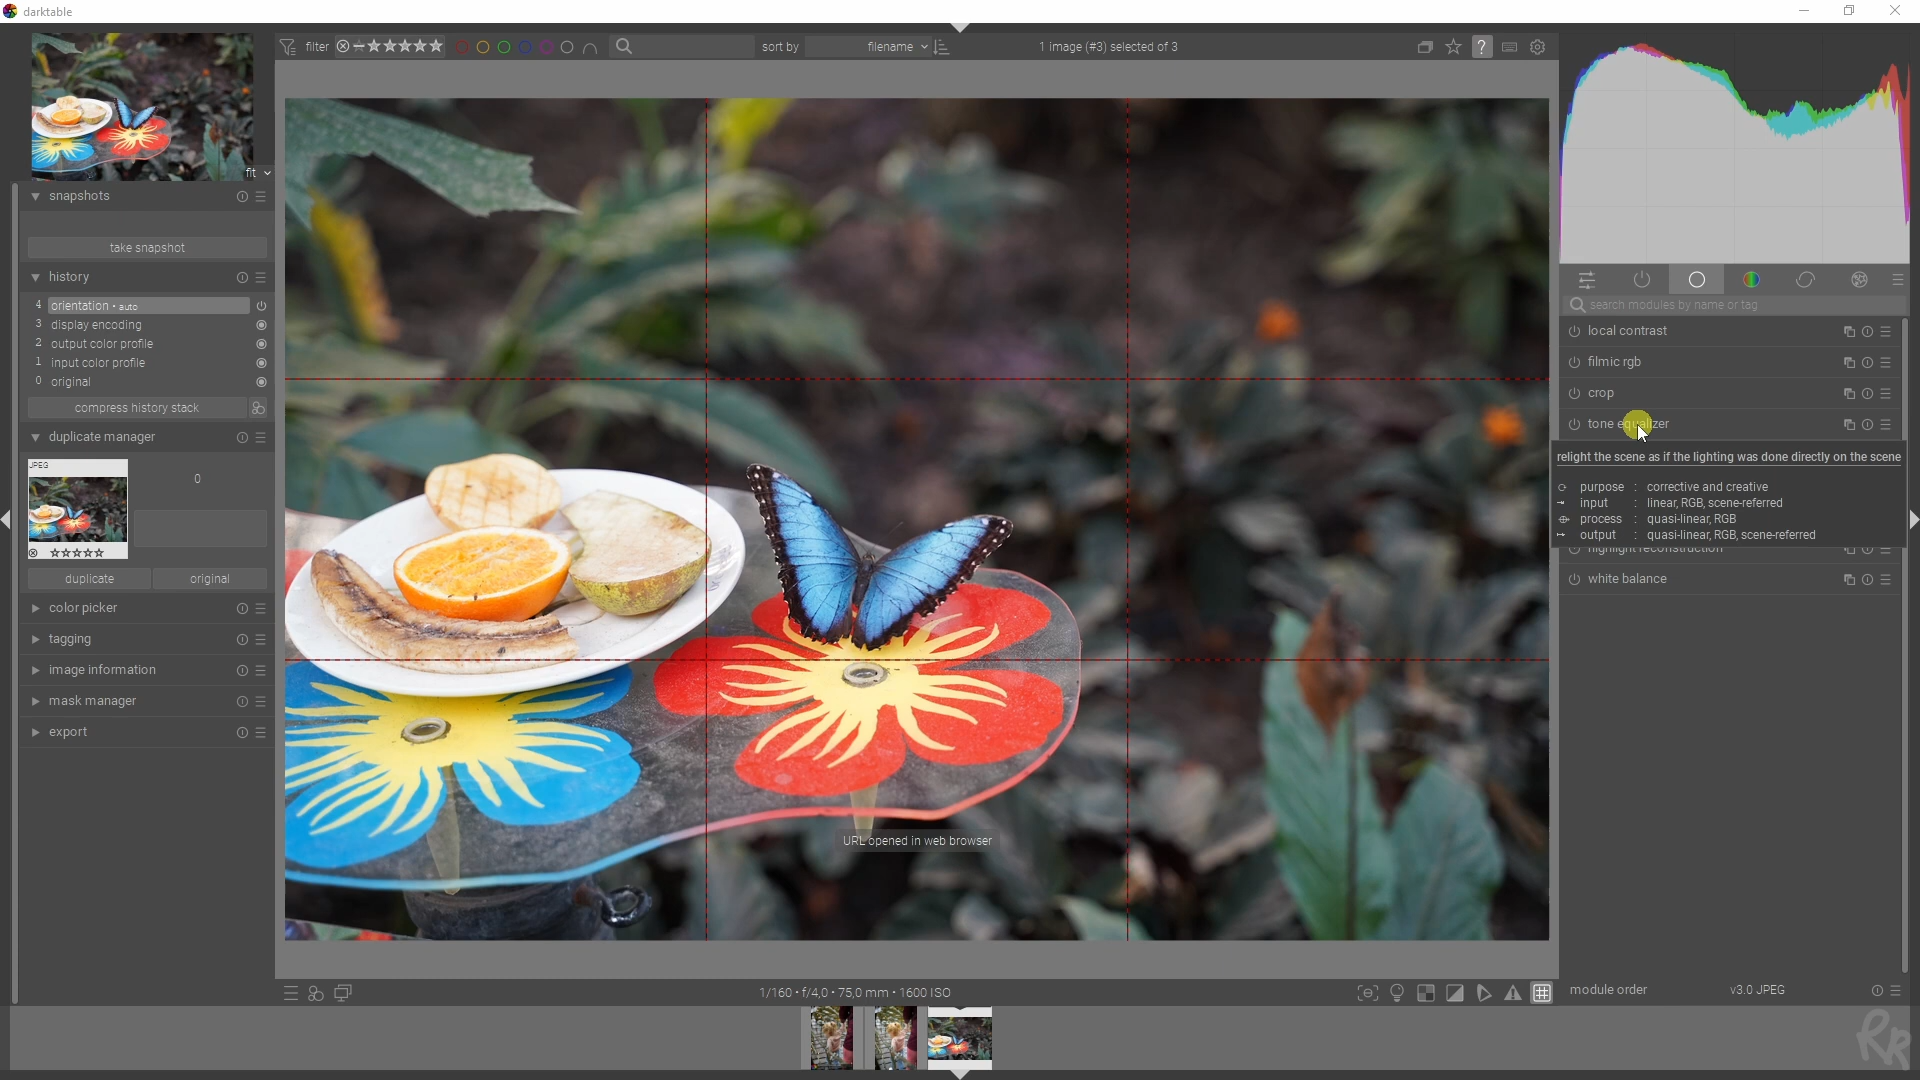 darktable
filter
sort by
filename
1 image (#3) selected of 3
?
fit
snapshots
take snapshot
history
4 orientation • auto
3 display encoding
2 output color profile
1 input color profile
0 original
compress history stack
duplicate manager
JPEG
0
duplicate
original
color picker
tagging
image information
mask manager
export
URL opened in web browser
1/160 • f/4,0 • 75,0 mm • 1600 ISO
search modules by name or tag
local contrast
filmic rgb
crop
tone equalizer
relight the scene as if the lighting was done directly on the scene
purpose : corrective and creative
input : linear, RGB, scene-referred
process : quasi-linear, RGB
output : quasi-linear, RGB, scene-referred
highlight reconstruction
white balance
module order
v3.0 JPEG
RR